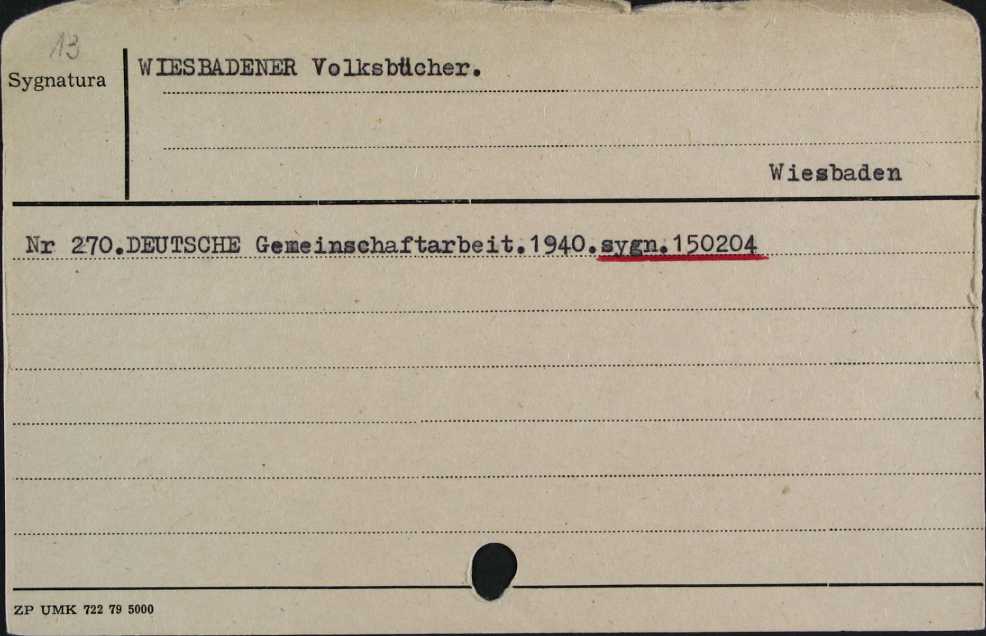 13
Sygnatura
WIESBADENER Volksbücher.
Wiesbaden
Nr 270.DEUTSCHE Gemeinschaftarbeit.1940.sygn.150204
ZP UMK 722 79 5000